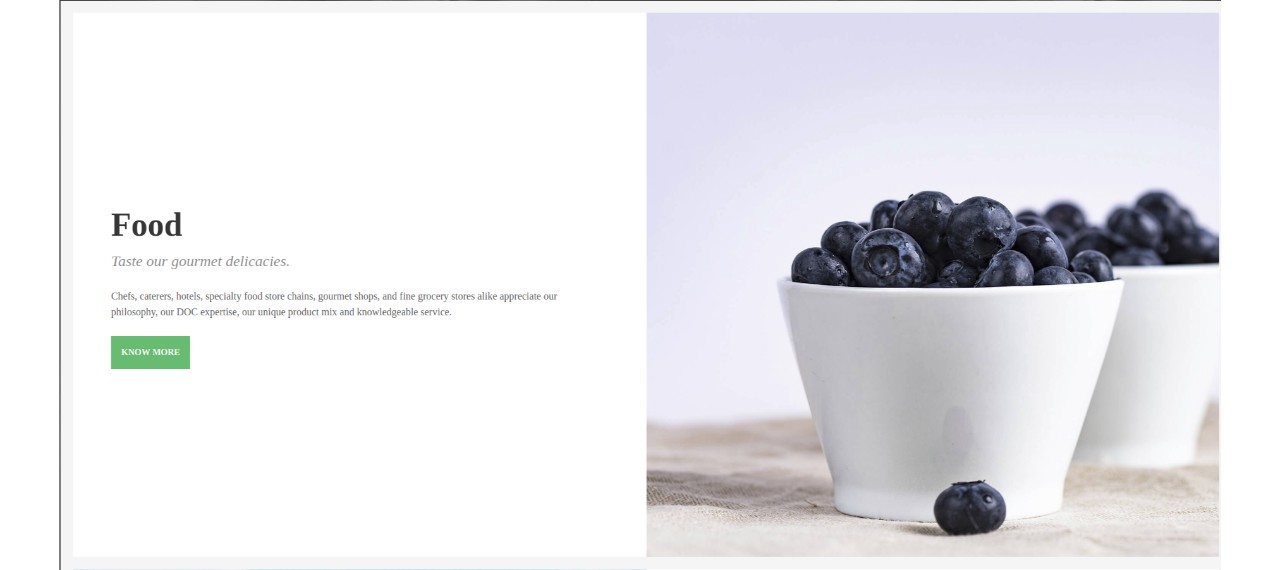 Food
Taste our gourmet delicacies.
Chefs, caterers, hotels, specialty food store chains, gourmet shops, and fine grocery stores alike appreciate our
philosophy, our DOC expertise, our unique product mix and knowledgeable service.
KNOW MORE